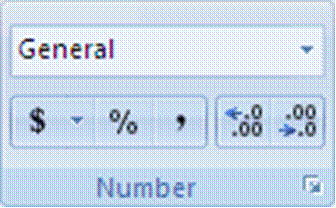 General
$ % , ←.0 .00 .00 →.0
Number